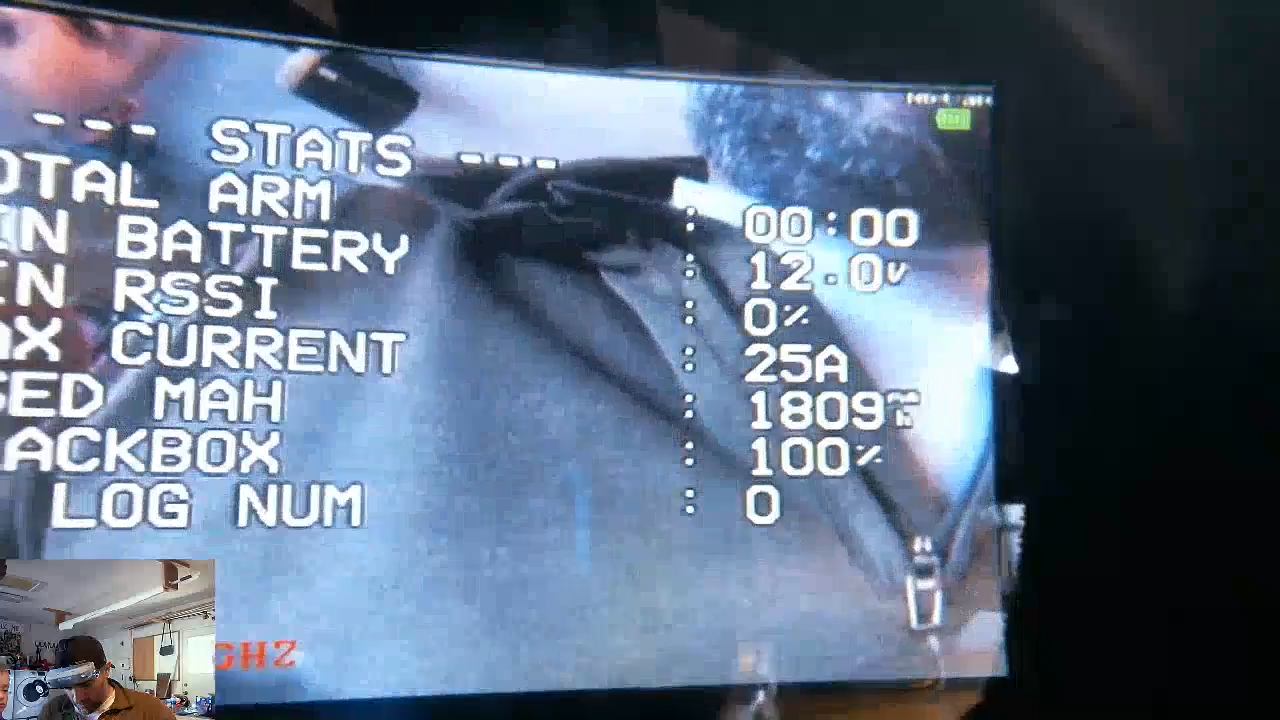 --- STATS ---
OTAL ARM : 00:00
IN BATTERY : 12.0V
IN RSSI : 0%
AX CURRENT : 25A
SED MAH : 1809
LACKBOX : 100%
LOG NUM : 0
GHZ